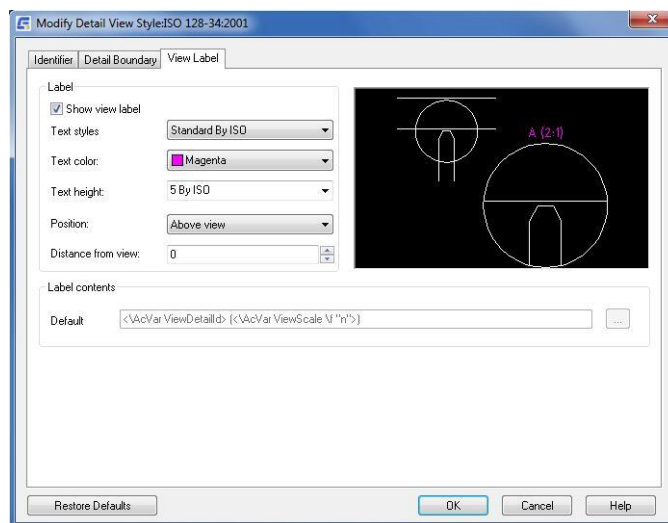 Modify Detail View Style:ISO 128-34:2001
Identifier Detail Boundary View Label
Label
Show view label
Text styles Standard By ISO
Text color: Magenta
Text height: 5 By ISO
Position: Above view
Distance from view: 0
A (2:1)
Label contents
Default <\AcVar ViewDetailId> (<\AcVar ViewScale \f "n">) ...
Restore Defaults OK Cancel Help